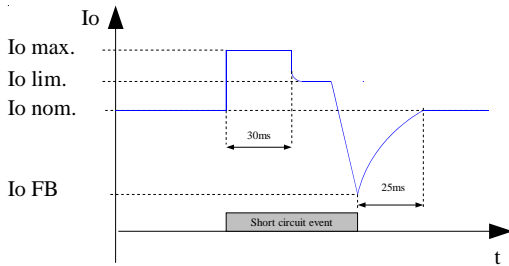 Io
Io max.
Io lim.
Io nom.
30ms
Io FB
25ms
Short circuit event
t